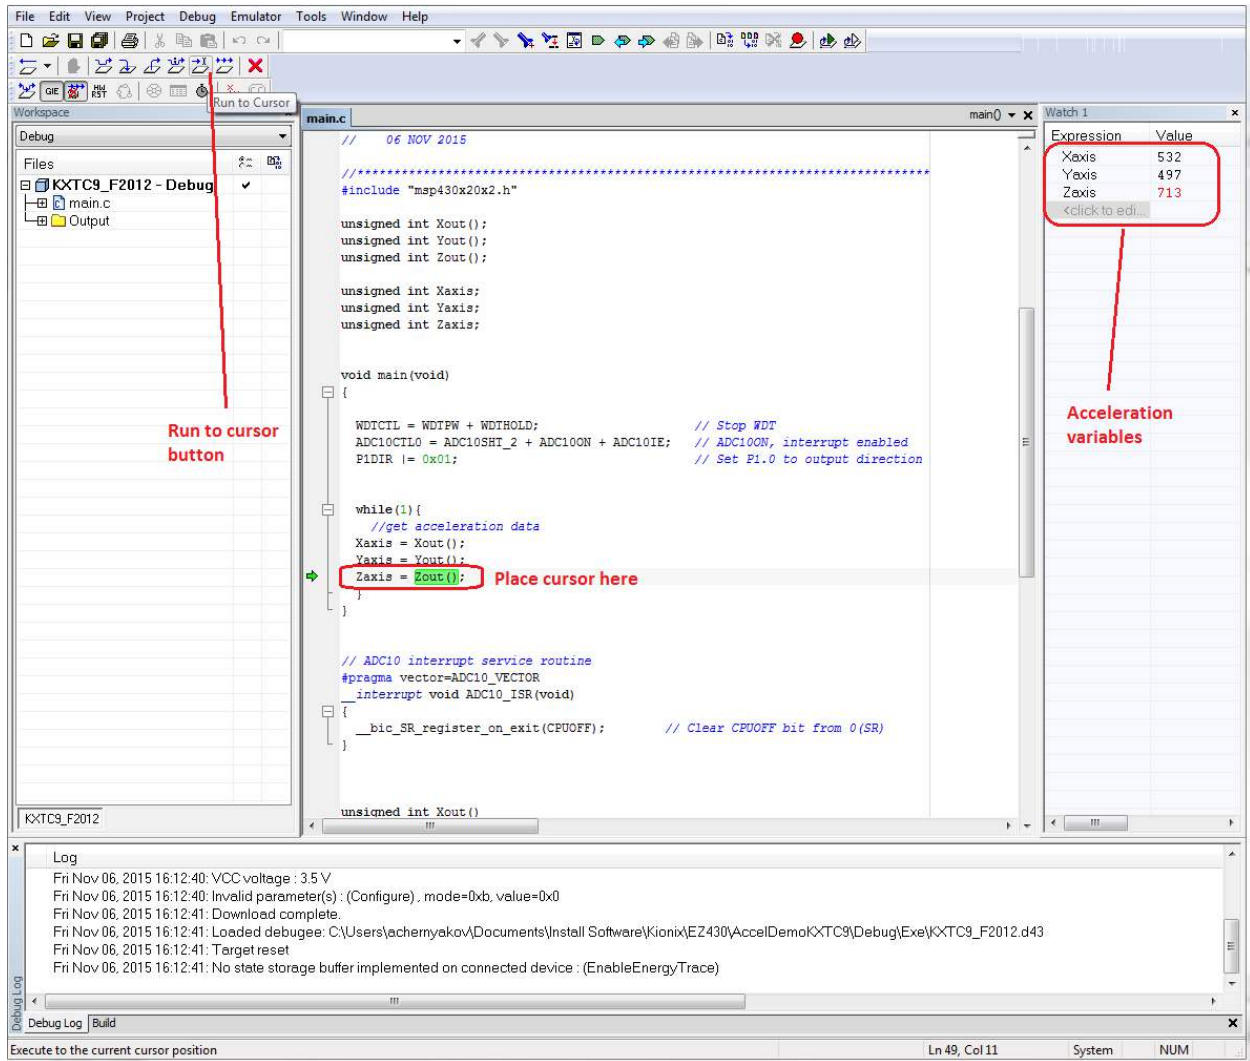 File Edit View Project Debug Emulator Tools Window Help
GIE
HW
RST
Run to Cursor
Workspace
Debug
Files
KXTC9_F2012 - Debug
main.c
Output
Run to cursor
button
KXTC9_F2012
main.c
main()
//    06 NOV 2015
//*****************************************************************************
#include "msp430x20x2.h"
unsigned int Xout();
unsigned int Yout();
unsigned int Zout();
unsigned int Xaxis;
unsigned int Yaxis;
unsigned int Zaxis;
void main(void)
{
WDTCTL = WDTPW + WDTHOLD; // Stop WDT
ADC10CTL0 = ADC10SHT_2 + ADC10ON + ADC10IE; // ADC10ON, interrupt enabled
P1DIR |= 0x01; // Set P1.0 to output direction
while(1){
//get acceleration data
Xaxis = Xout();
Yaxis = Yout();
Zaxis = Zout(); Place cursor here
}
}
// ADC10 interrupt service routine
#pragma vector=ADC10_VECTOR
__interrupt void ADC10_ISR(void)
{
__bic_SR_register_on_exit(CPUOFF); // Clear CPUOFF bit from 0(SR)
}
unsigned int Xout()
Watch 1
Expression Value
Xaxis 532
Yaxis 497
Zaxis 713
<click to edi...
Acceleration
variables
Log
Fri Nov 06, 2015 16:12:40: VCC voltage : 3.5 V
Fri Nov 06, 2015 16:12:40: Invalid parameter(s) : (Configure) , mode=0xb, value=0x0
Fri Nov 06, 2015 16:12:41: Download complete.
Fri Nov 06, 2015 16:12:41: Loaded debugee: C:\Users\achernyakov\Documents\Install Software\Kionix\EZ430\AccelDemoKXTC9\Debug\Exe\KXTC9_F2012.d43
Fri Nov 06, 2015 16:12:41: Target reset
Fri Nov 06, 2015 16:12:41: No state storage buffer implemented on connected device : (EnableEnergyTrace)
Debug Log
Debug Log Build
Execute to the current cursor position Ln 49, Col 11 System NUM